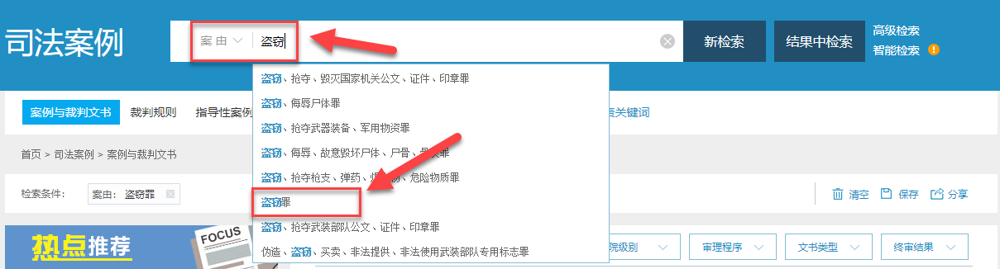 司法案例
案由
盗窃
新检索
结果中检索
高级检索
智能检索
盗窃、抢夺、毁灭国家机关公文、证件、印章罪
盗窃、侮辱尸体罪
盗窃、抢夺武器装备、军用物资罪
盗窃、侮辱、故意毁坏尸体、尸骨、骨灰罪
盗窃、抢夺枪支、弹药、爆炸物、危险物质罪
盗窃罪
盗窃、抢夺武装部队公文、证件、印章罪
伪造、盗窃、买卖、非法提供、非法使用武装部队专用标志罪
案例与裁判文书
裁判规则
指导性案例
关键词
首页 > 司法案例 > 案例与裁判文书
检索条件:
案由: 盗窃罪
清空
保存
分享
热点推荐
FOCUS
院级别
审理程序
文书类型
终审结果